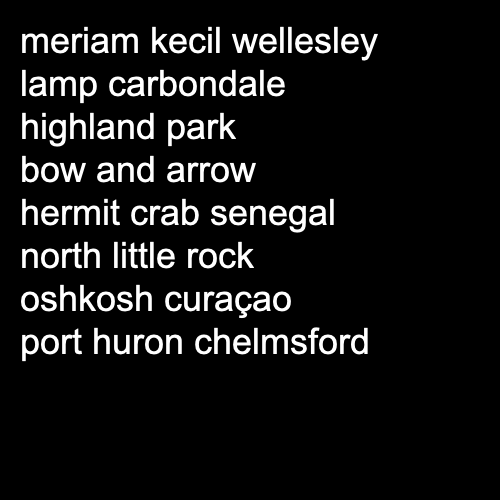 meriam kecil wellesley
lamp carbondale
highland park
bow and arrow
hermit crab senegal
north little rock
oshkosh curaçao
port huron chelmsford